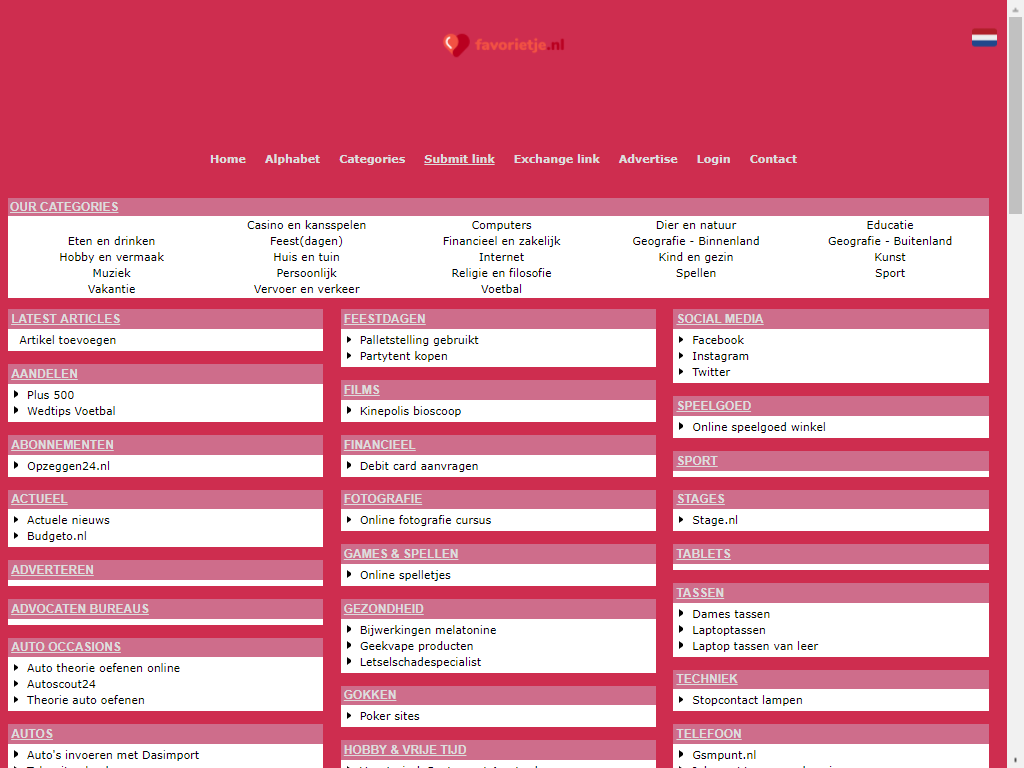 favorietje.nl
Home Alphabet Categories Submit link Exchange link Advertise Login Contact
OUR CATEGORIES
Casino en kansspelen Computers Dier en natuur Educatie
Eten en drinken Feest(dagen) Financieel en zakelijk Geografie - Binnenland Geografie - Buitenland
Hobby en vermaak Huis en tuin Internet Kind en gezin Kunst
Muziek Persoonlijk Religie en filosofie Spellen Sport
Vakantie Vervoer en verkeer Voetbal
LATEST ARTICLES
Artikel toevoegen
AANDELEN
Plus 500
Wedtips Voetbal
ABONNEMENTEN
Opzeggen24.nl
ACTUEEL
Actuele nieuws
Budgeto.nl
ADVERTEREN
ADVOCATEN BUREAUS
AUTO OCCASIONS
Auto theorie oefenen online
Autoscout24
Theorie auto oefenen
AUTOS
Auto's invoeren met Dasimport
FEESTDAGEN
Palletstelling gebruikt
Partytent kopen
FILMS
Kinepolis bioscoop
FINANCIEEL
Debit card aanvragen
FOTOGRAFIE
Online fotografie cursus
GAMES & SPELLEN
Online spelletjes
GEZONDHEID
Bijwerkingen melatonine
Geekvape producten
Letselschadespecialist
GOKKEN
Poker sites
HOBBY & VRIJE TIJD
SOCIAL MEDIA
Facebook
Instagram
Twitter
SPEELGOED
Online speelgoed winkel
SPORT
STAGES
Stage.nl
TABLETS
TASSEN
Dames tassen
Laptoptassen
Laptop tassen van leer
TECHNIEK
Stopcontact lampen
TELEFOON
Gsmpunt.nl